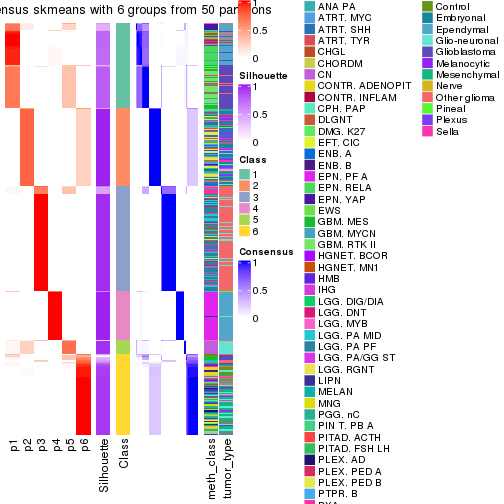 ensus skmeans with 6 groups from 50 partitions
1
0.5
0
Silhouette
1
0.5
0
Class
1
2
3
4
5
6
Consensus
1
0.5
0
p1
p2
p3
p4
p5
p6
Silhouette
Class
meth_class
tumor_type
ANA PA
ATRT. MYC
ATRT. SHH
ATRT. TYR
CHGL
CHORDM
CN
CONTR. ADENOPIT
CONTR. INFLAM
CPH. PAP
DLGNT
DMG. K27
EFT. CIC
ENB. A
ENB. B
EPN. PF A
EPN. RELA
EPN. YAP
EWS
GBM. MES
GBM. MYCN
GBM. RTK II
HGNET. BCOR
HGNET. MN1
HMB
IHG
LGG. DIG/DIA
LGG. DNT
LGG. MYB
LGG. PA MID
LGG. PA PF
LGG. PA/GG ST
LGG. RGNT
LIPN
MELAN
MNG
PGG. nC
PIN T. PB A
PITAD. ACTH
PITAD. FSH LH
PLEX. AD
PLEX. PED A
PLEX. PED B
PTPR. B
Control
Embryonal
Ependymal
Glio-neuronal
Glioblastoma
Melanocytic
Mesenchymal
Nerve
Other glioma
Pineal
Plexus
Sella